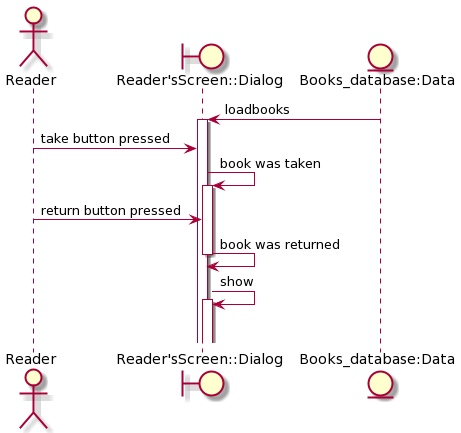 Reader
Reader'sScreen::Dialog
Books_database:Data
loadbooks
take button pressed
book was taken
return button pressed
book was returned
show
Reader
Reader'sScreen::Dialog
Books_database:Data